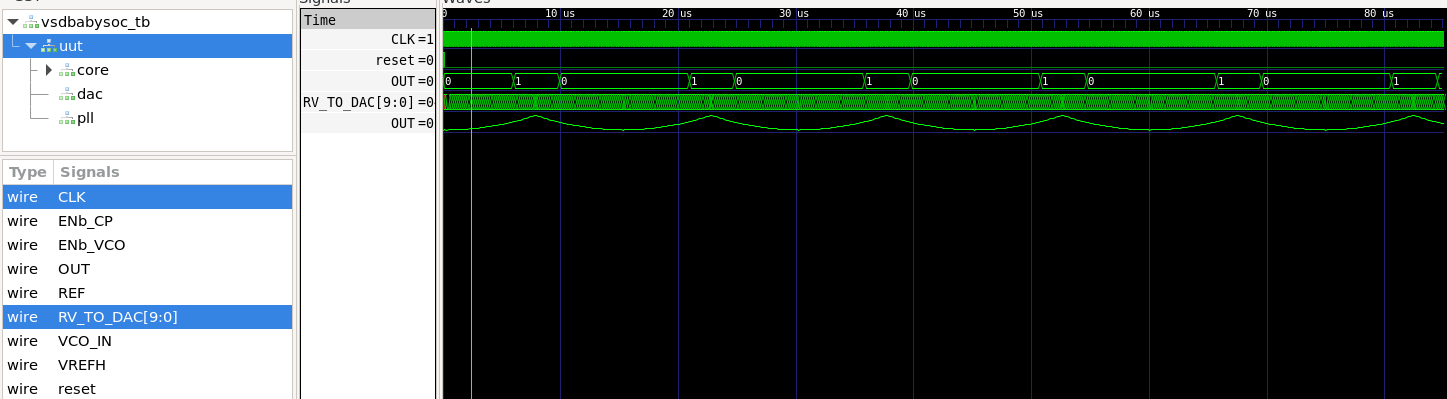 Signals
Waves
vsdbabysoc_tb
uut
core
dac
pll
Type Signals
wire CLK
wire ENb_CP
wire ENb_VCO
wire OUT
wire REF
wire RV_TO_DAC[9:0]
wire VCO_IN
wire VREFH
wire reset
Time
CLK=1
reset=0
OUT=0
RV_TO_DAC[9:0]=0
OUT=0
0 10 us 20 us 30 us 40 us 50 us 60 us 70 us 80 us
0 1 0 1 0 1 0 1 0 1 0 1